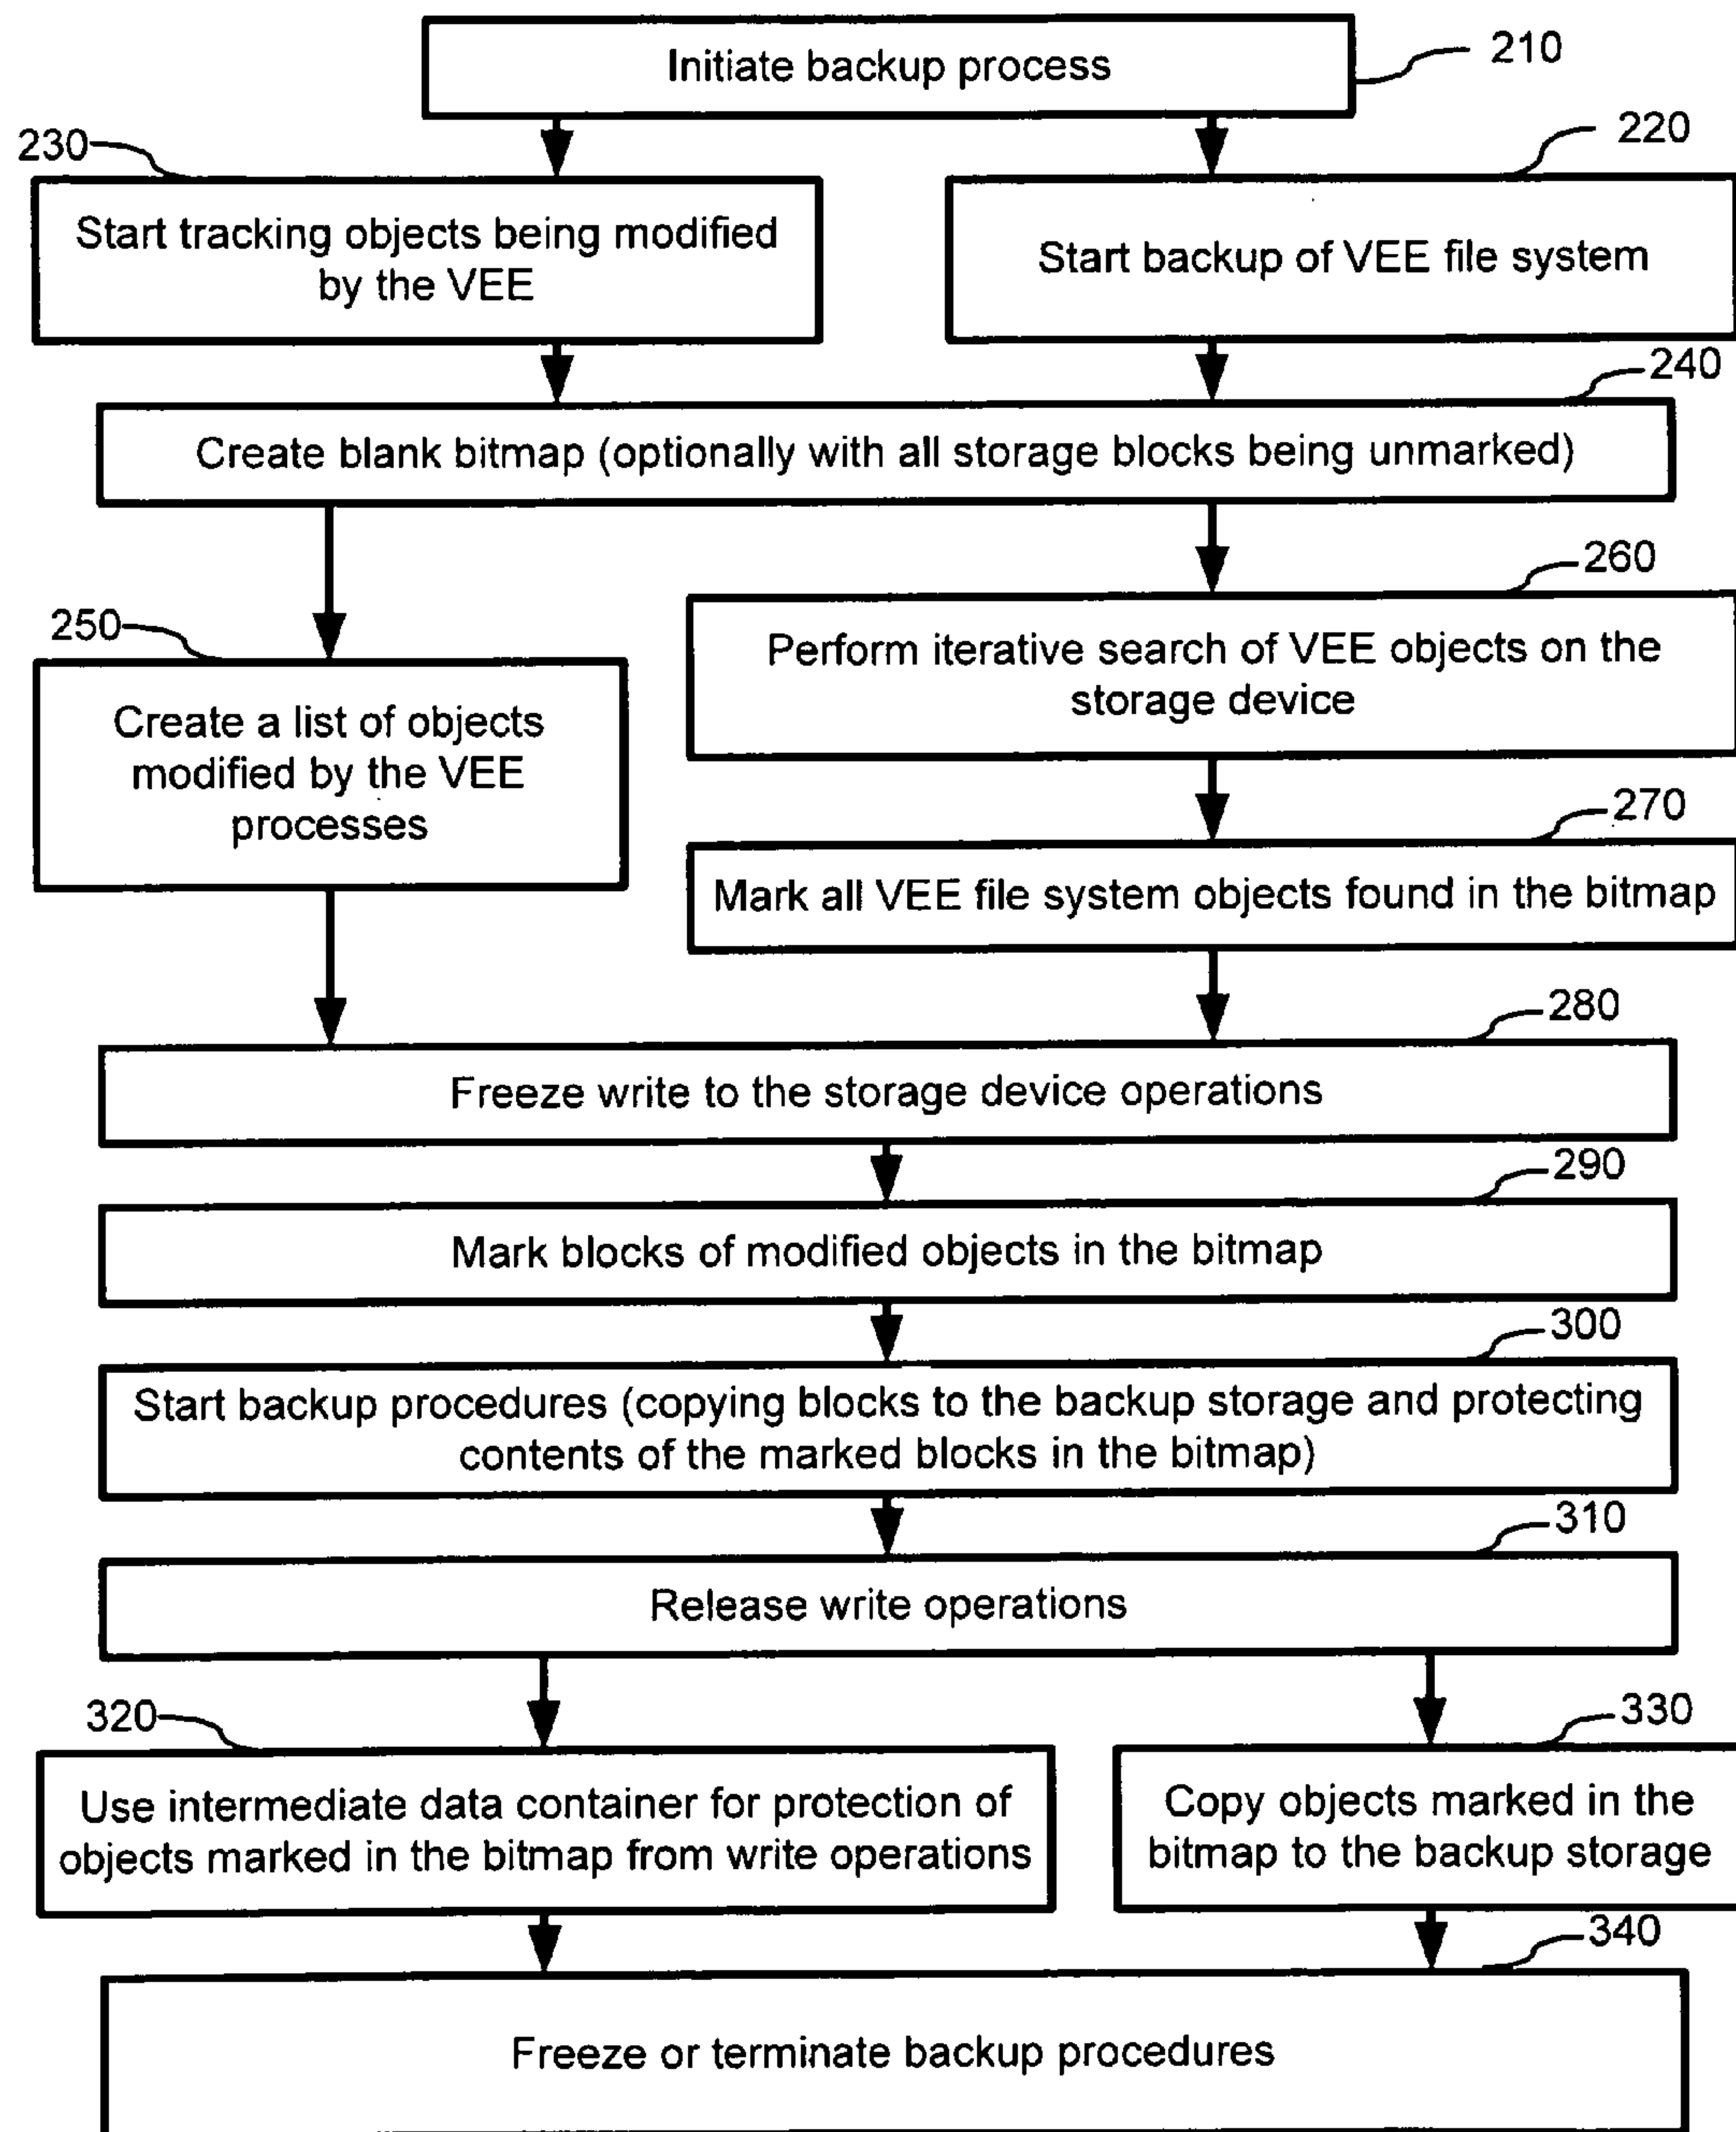 Initiate backup process
210
230
220
Start tracking objects being modified
by the VEE
Start backup of VEE file system
240
Create blank bitmap (optionally with all storage blocks being unmarked)
260
250
Perform iterative search of VEE objects on the
storage device
Create a list of objects
modified by the VEE
processes
270
Mark all VEE file system objects found in the bitmap
280
Freeze write to the storage device operations
290
Mark blocks of modified objects in the bitmap
300
Start backup procedures (copying blocks to the backup storage and protecting
contents of the marked blocks in the bitmap)
310
Release write operations
320
330
Use intermediate data container for protection of
objects marked in the bitmap from write operations
Copy objects marked in the
bitmap to the backup storage
340
Freeze or terminate backup procedures